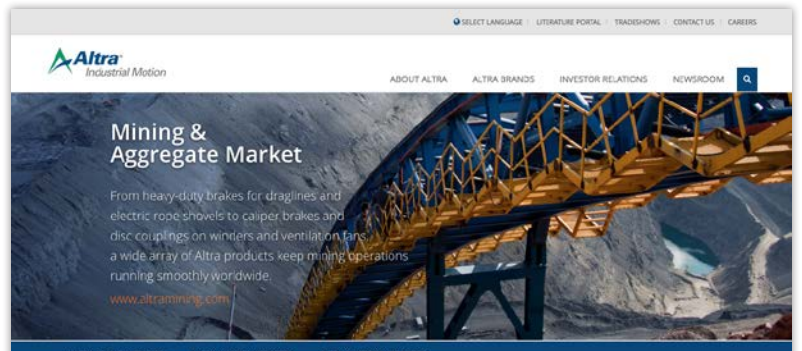 SELECT LANGUAGE
LITERATURE PORTAL
TRADESHOWS
CONTACT US
CAREERS
Altra
Industrial Motion
ABOUT ALTRA
ALTRA BRANDS
INVESTOR RELATIONS
NEWSROOM
Mining &
Aggregate Market
From heavy-duty brakes for draglines and
electric rope shovels to caliper brakes and
disc couplings on winders and ventilation fans,
a wide array of Altra products keep mining operations
running smoothly worldwide.
www.altramining.com